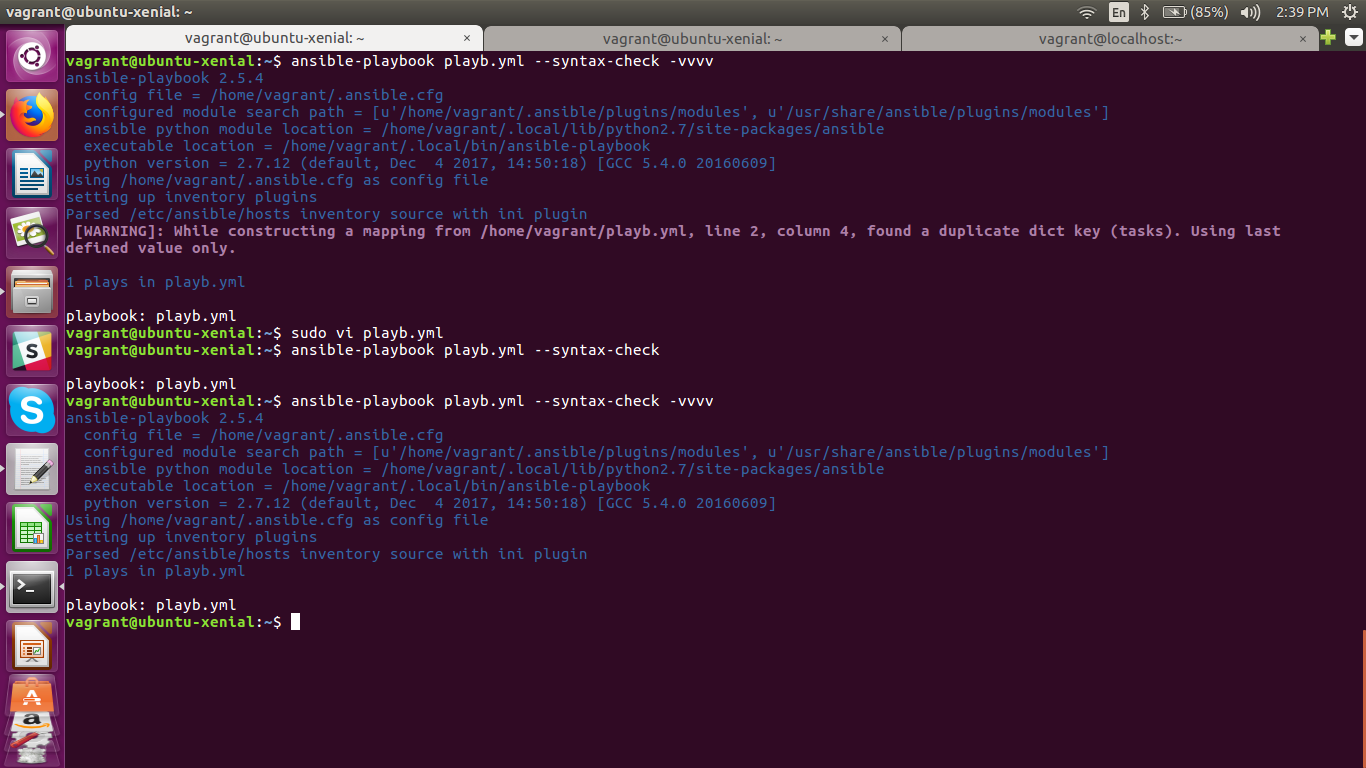 vagrant@ubuntu-xenial: ~
En
(85%)
2:39 PM
vagrant@ubuntu-xenial: ~ ×
vagrant@ubuntu-xenial: ~ ×
vagrant@localhost:~ ×
vagrant@ubuntu-xenial:~$ ansible-playbook playb.yml --syntax-check -vvvv
ansible-playbook 2.5.4
  config file = /home/vagrant/.ansible.cfg
  configured module search path = [u'/home/vagrant/.ansible/plugins/modules', u'/usr/share/ansible/plugins/modules']
  ansible python module location = /home/vagrant/.local/lib/python2.7/site-packages/ansible
  executable location = /home/vagrant/.local/bin/ansible-playbook
  python version = 2.7.12 (default, Dec  4 2017, 14:50:18) [GCC 5.4.0 20160609]
Using /home/vagrant/.ansible.cfg as config file
setting up inventory plugins
Parsed /etc/ansible/hosts inventory source with ini plugin
 [WARNING]: While constructing a mapping from /home/vagrant/playb.yml, line 2, column 4, found a duplicate dict key (tasks). Using last
defined value only.
1 plays in playb.yml
playbook: playb.yml
vagrant@ubuntu-xenial:~$ sudo vi playb.yml
vagrant@ubuntu-xenial:~$ ansible-playbook playb.yml --syntax-check
playbook: playb.yml
vagrant@ubuntu-xenial:~$ ansible-playbook playb.yml --syntax-check -vvvv
ansible-playbook 2.5.4
  config file = /home/vagrant/.ansible.cfg
  configured module search path = [u'/home/vagrant/.ansible/plugins/modules', u'/usr/share/ansible/plugins/modules']
  ansible python module location = /home/vagrant/.local/lib/python2.7/site-packages/ansible
  executable location = /home/vagrant/.local/bin/ansible-playbook
  python version = 2.7.12 (default, Dec  4 2017, 14:50:18) [GCC 5.4.0 20160609]
Using /home/vagrant/.ansible.cfg as config file
setting up inventory plugins
Parsed /etc/ansible/hosts inventory source with ini plugin
1 plays in playb.yml
playbook: playb.yml
vagrant@ubuntu-xenial:~$
S
S
>_
A
a